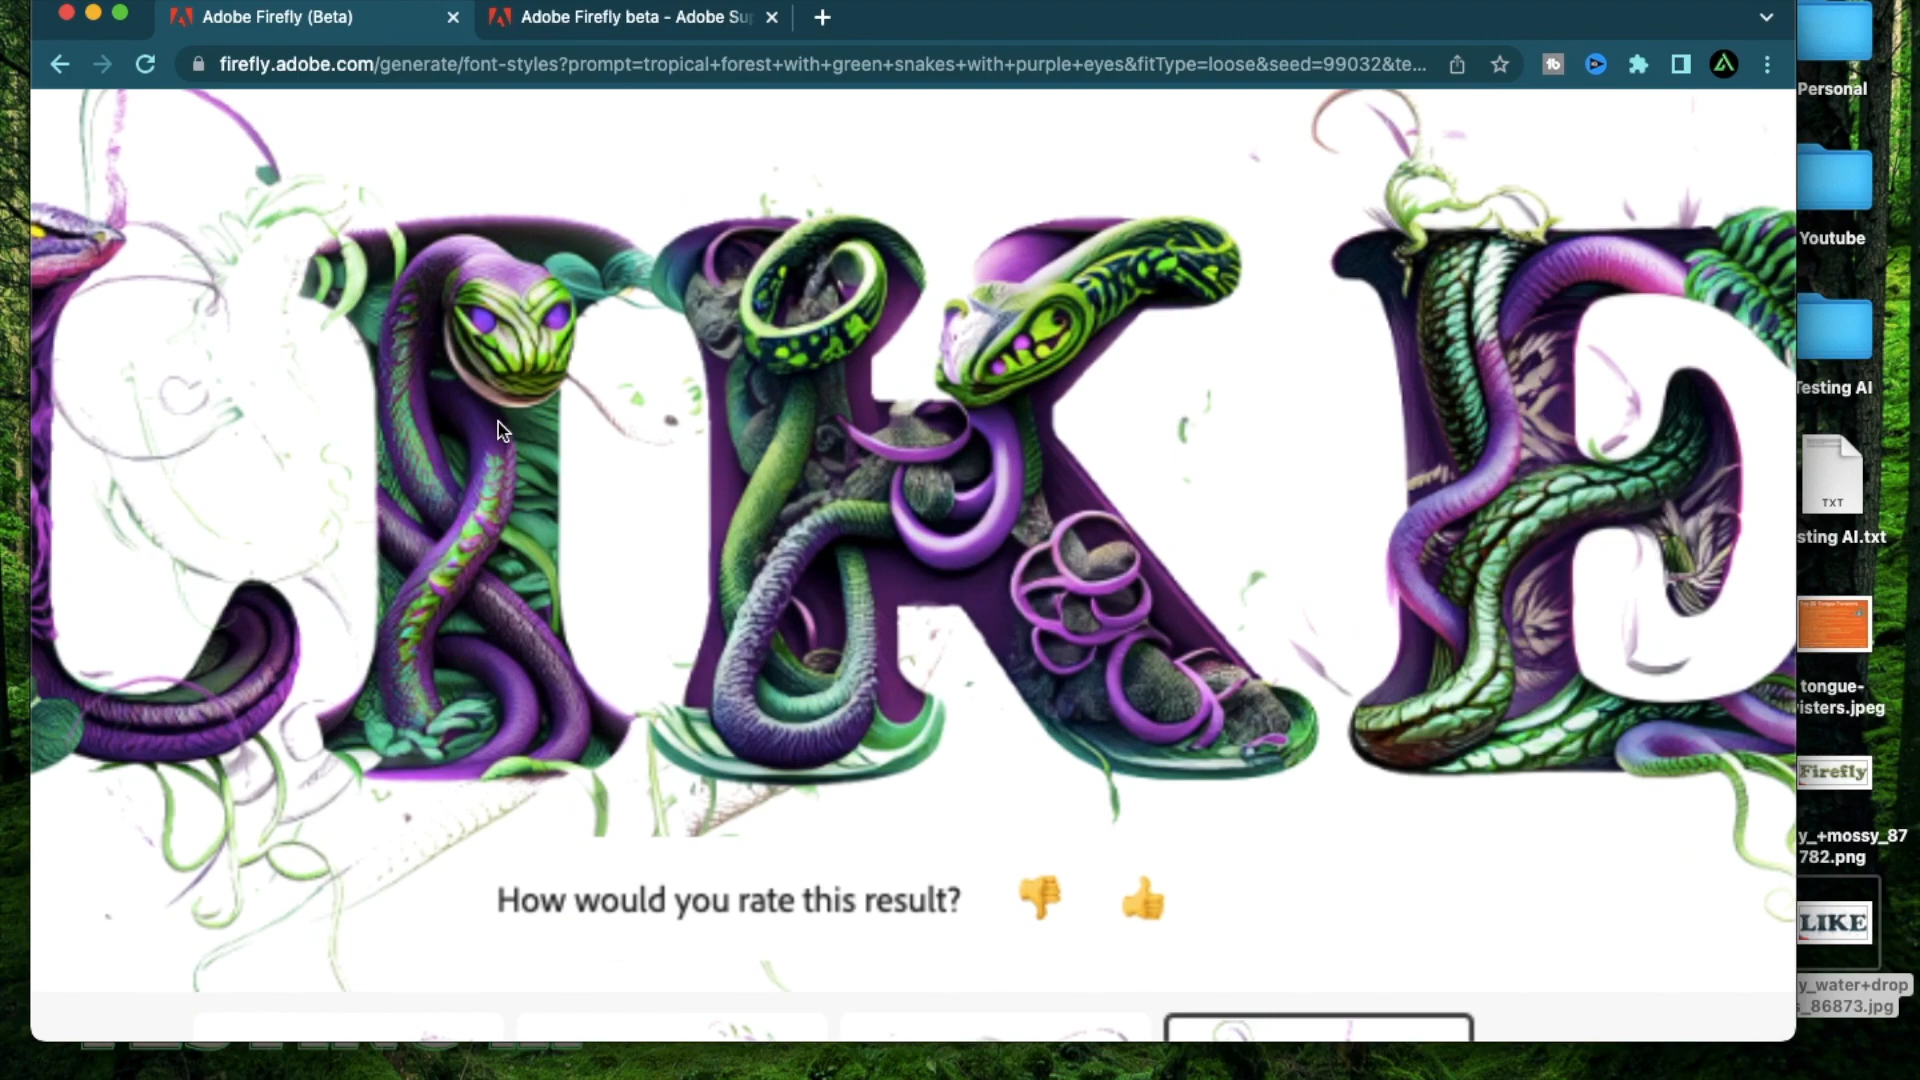 Adobe Firefly (Beta)
Adobe Firefly beta - Adobe Su
firefly.adobe.com/generate/font-styles?prompt=tropical+forest+with+green+snakes+with+purple+eyes&fitType=loose&seed=99032&te...
LIKE
How would you rate this result?
Personal
Youtube
Testing AI
TXT
sting AI.txt
tongue-
isters.jpeg
Firefly
y_+mossy_87
782.png
LIKE
y_water+drop
s_86873.jpg